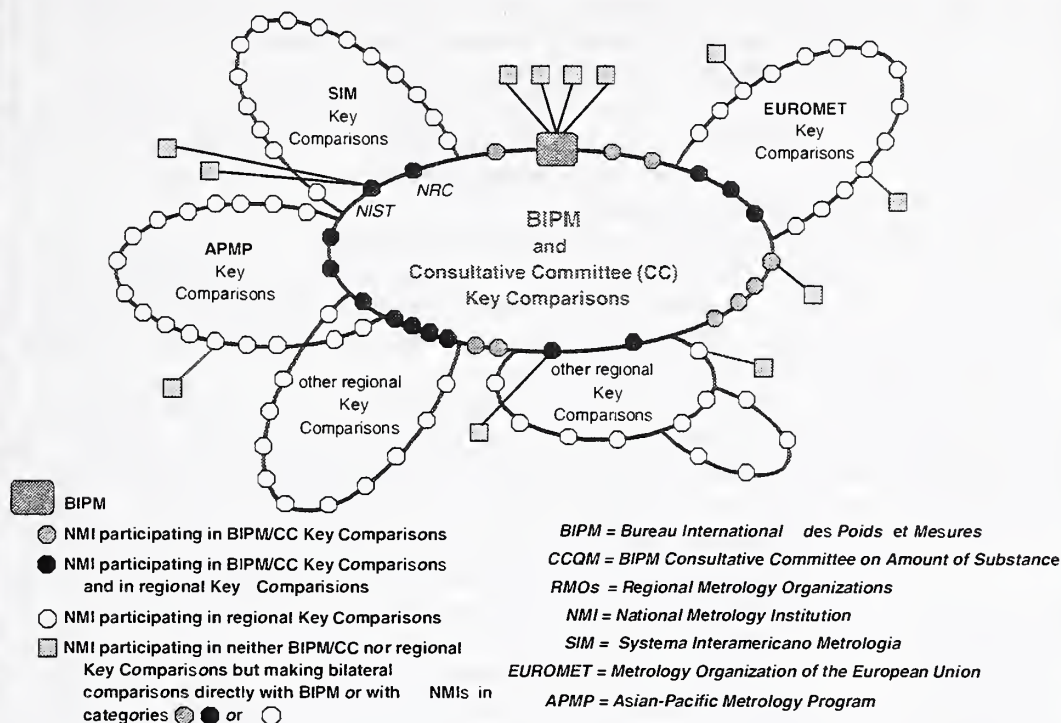 SIM
Key
Comparisons
EUROMET
Key
Comparisons
NRC
NIST
BIPM
and
Consultative Committee (CC)
Key Comparisons
APMP
Key
Comparisons
other regional
Key
Comparisons
other regional
Key
Comparisons
BIPM
NMI participating in BIPM/CC Key Comparisons
NMI participating in BIPM/CC Key Comparisons
and in regional Key Comparisions
NMI participating in regional Key Comparisons
NMI participating in neither BIPM/CC nor regional
Key Comparisons but making bilateral
comparisons directly with BIPM or with NMIs in
categories or
BIPM = Bureau International des Poids et Mesures
CCQM = BIPM Consultative Committee on Amount of Substance
RMOs = Regional Metrology Organizations
NMI = National Metrology Institution
SIM = Systema Interamericano Metrologia
EUROMET = Metrology Organization of the European Union
APMP = Asian-Pacific Metrology Program